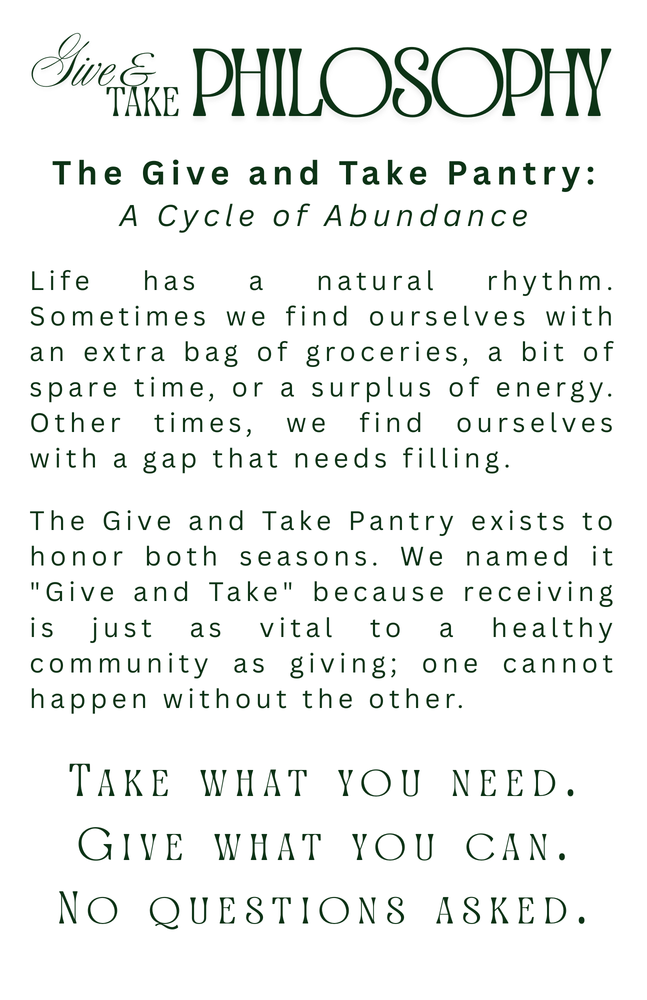 Give &
TAKE PHILOSOPHY
The Give and Take Pantry:
A Cycle of Abundance
Life has a natural rhythm.
Sometimes we find ourselves with
an extra bag of groceries, a bit of
spare time, or a surplus of energy.
Other times, we find ourselves
with a gap that needs filling.
The Give and Take Pantry exists to
honor both seasons. We named it
"Give and Take" because receiving
is just as vital to a healthy
community as giving; one cannot
happen without the other.
Take what you need.
Give what you can.
No questions asked.